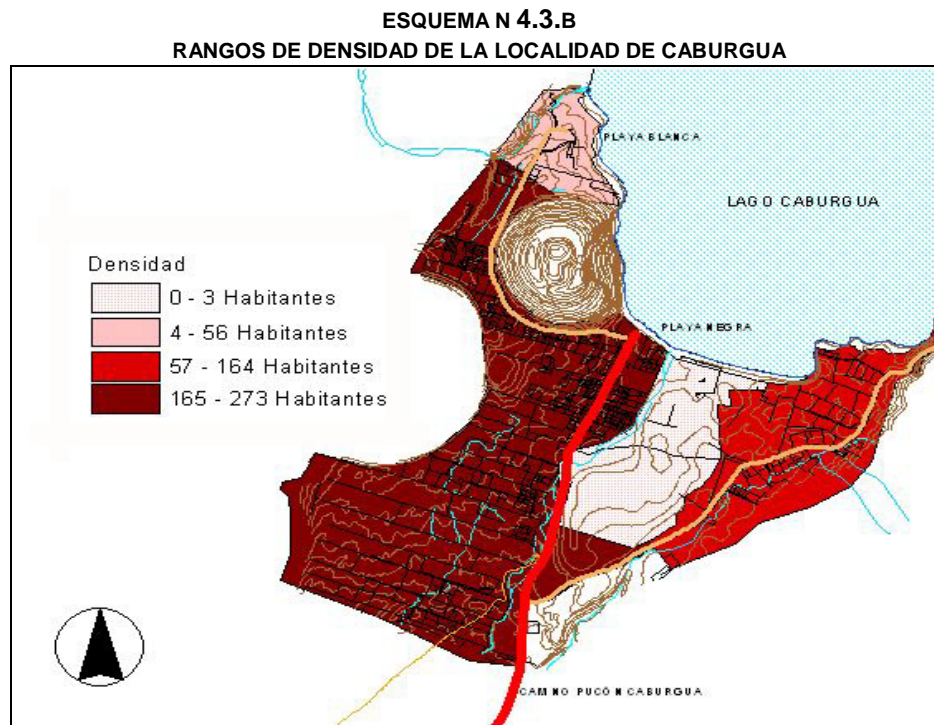 ESQUEMA N 4.3.B
RANGOS DE DENSIDAD DE LA LOCALIDAD DE CABURGUA
PLAYA BLANCA
LAGO CABURGUA
Densidad
0 - 3 Habitantes
4 - 56 Habitantes
57 - 164 Habitantes
165 - 273 Habitantes
PLAYA NEGRA
CAMINO PUCÓN CABURGUA